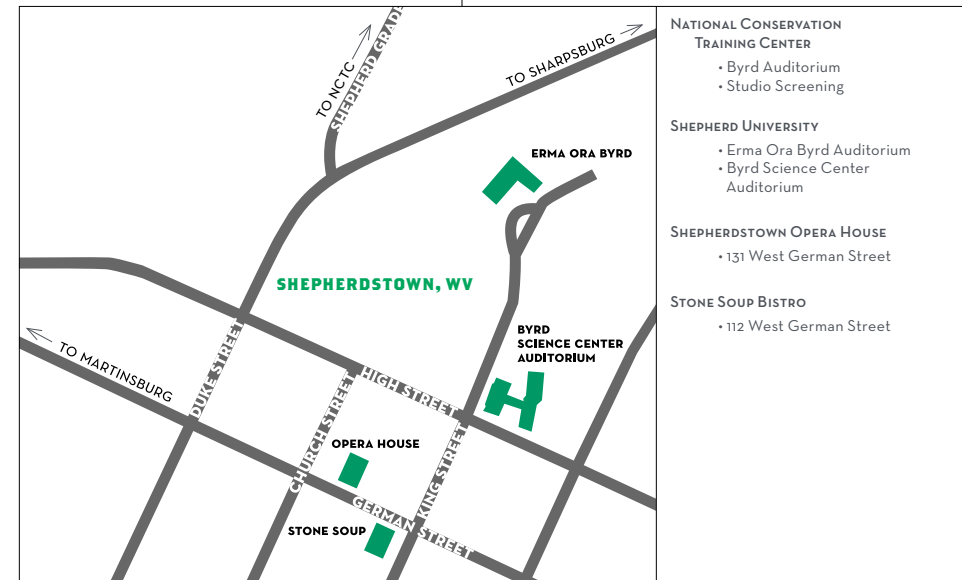 TO NCTC
SHEPHERD GRADE
TO SHARPSBURG
ERMA ORA BYRD
SHEPHERDSTOWN, WV
BYRD
SCIENCE CENTER
AUDITORIUM
TO MARTINSBURG
DUKE STREET
HIGH STREET
CHURCH STREET
KING STREET
OPERA HOUSE
GERMAN STREET
STONE SOUP
National Conservation
Training Center
• Byrd Auditorium
• Studio Screening
Shepherd University
• Erma Ora Byrd Auditorium
• Byrd Science Center
Auditorium
Shepherdstown Opera House
• 131 West German Street
Stone Soup Bistro
• 112 West German Street